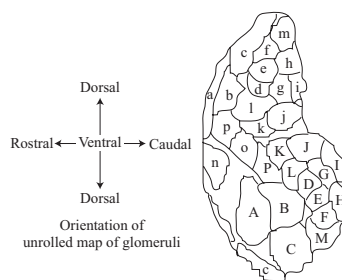 Dorsal
Rostral Ventral Caudal
Dorsal
Orientation of
unrolled map of glomeruli
m
f
c
h
e
a b d g i
l
j
p k
o K J
n P I
L G
D
E H
A B F
M
C
c